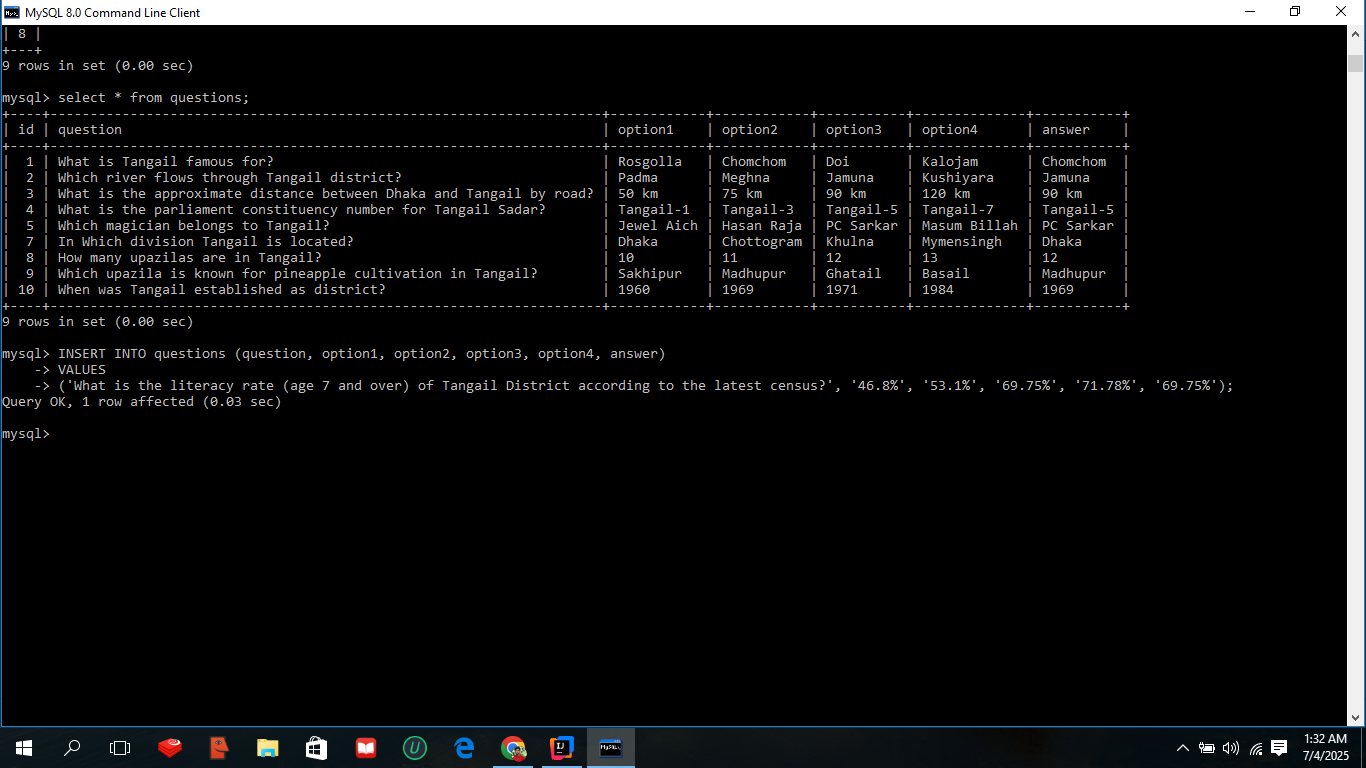 MySQL 8.0 Command Line Client
| 8 |
+---+
9 rows in set (0.00 sec)
mysql> select * from questions;
+----+---------------------------------------------------------------------+------------+------------+-----------+--------------+-----------+
| id | question                                                            | option1    | option2    | option3   | option4      | answer    |
+----+---------------------------------------------------------------------+------------+------------+-----------+--------------+-----------+
|  1 | What is Tangail famous for?                                         | Rosgolla   | Chomchom   | Doi       | Kalojam      | Chomchom  |
|  2 | Which river flows through Tangail district?                         | Padma      | Meghna     | Jamuna    | Kushiyara    | Jamuna    |
|  3 | What is the approximate distance between Dhaka and Tangail by road? | 50 km      | 75 km      | 90 km     | 120 km       | 90 km     |
|  4 | What is the parliament constituency number for Tangail Sadar?       | Tangail-1  | Tangail-3  | Tangail-5 | Tangail-7    | Tangail-5 |
|  5 | Which magician belongs to Tangail?                                  | Jewel Aich | Hasan Raja | PC Sarkar | Masum Billah | PC Sarkar |
|  7 | In Which division Tangail is located?                               | Dhaka      | Chottogram | Khulna    | Mymensingh   | Dhaka     |
|  8 | How many upazilas are in Tangail?                                   | 10         | 11         | 12        | 13           | 12        |
|  9 | Which upazila is known for pineapple cultivation in Tangail?        | Sakhipur   | Madhupur   | Ghatail   | Basail       | Madhupur  |
| 10 | When was Tangail established as district?                           | 1960       | 1969       | 1971      | 1984         | 1969      |
+----+---------------------------------------------------------------------+------------+------------+-----------+--------------+-----------+
9 rows in set (0.00 sec)
mysql> INSERT INTO questions (question, option1, option2, option3, option4, answer)
    -> VALUES
    -> ('What is the literacy rate (age 7 and over) of Tangail District according to the latest census?', '46.8%', '53.1%', '69.75%', '71.78%', '69.75%');
Query OK, 1 row affected (0.03 sec)
mysql>
1:32 AM
7/4/2025